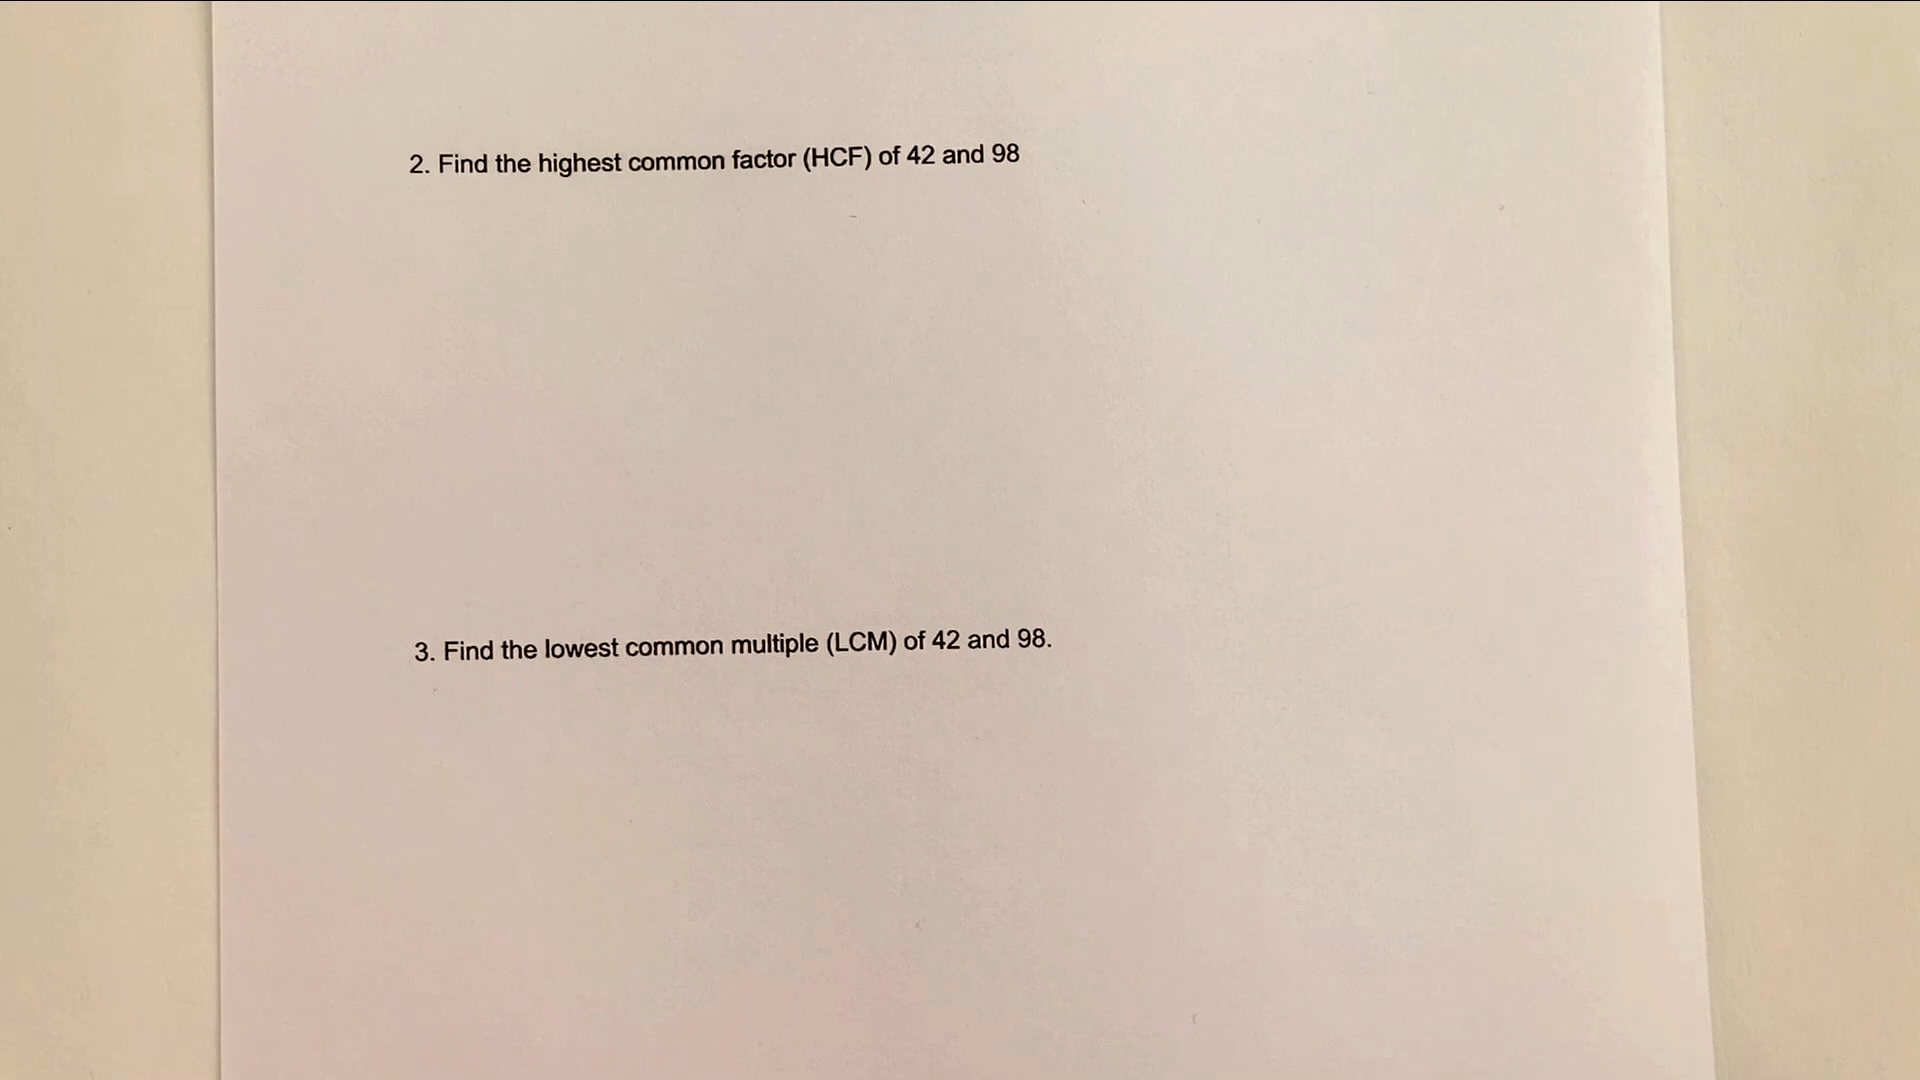 2. Find the highest common factor (HCF) of 42 and 98
3. Find the lowest common multiple (LCM) of 42 and 98.